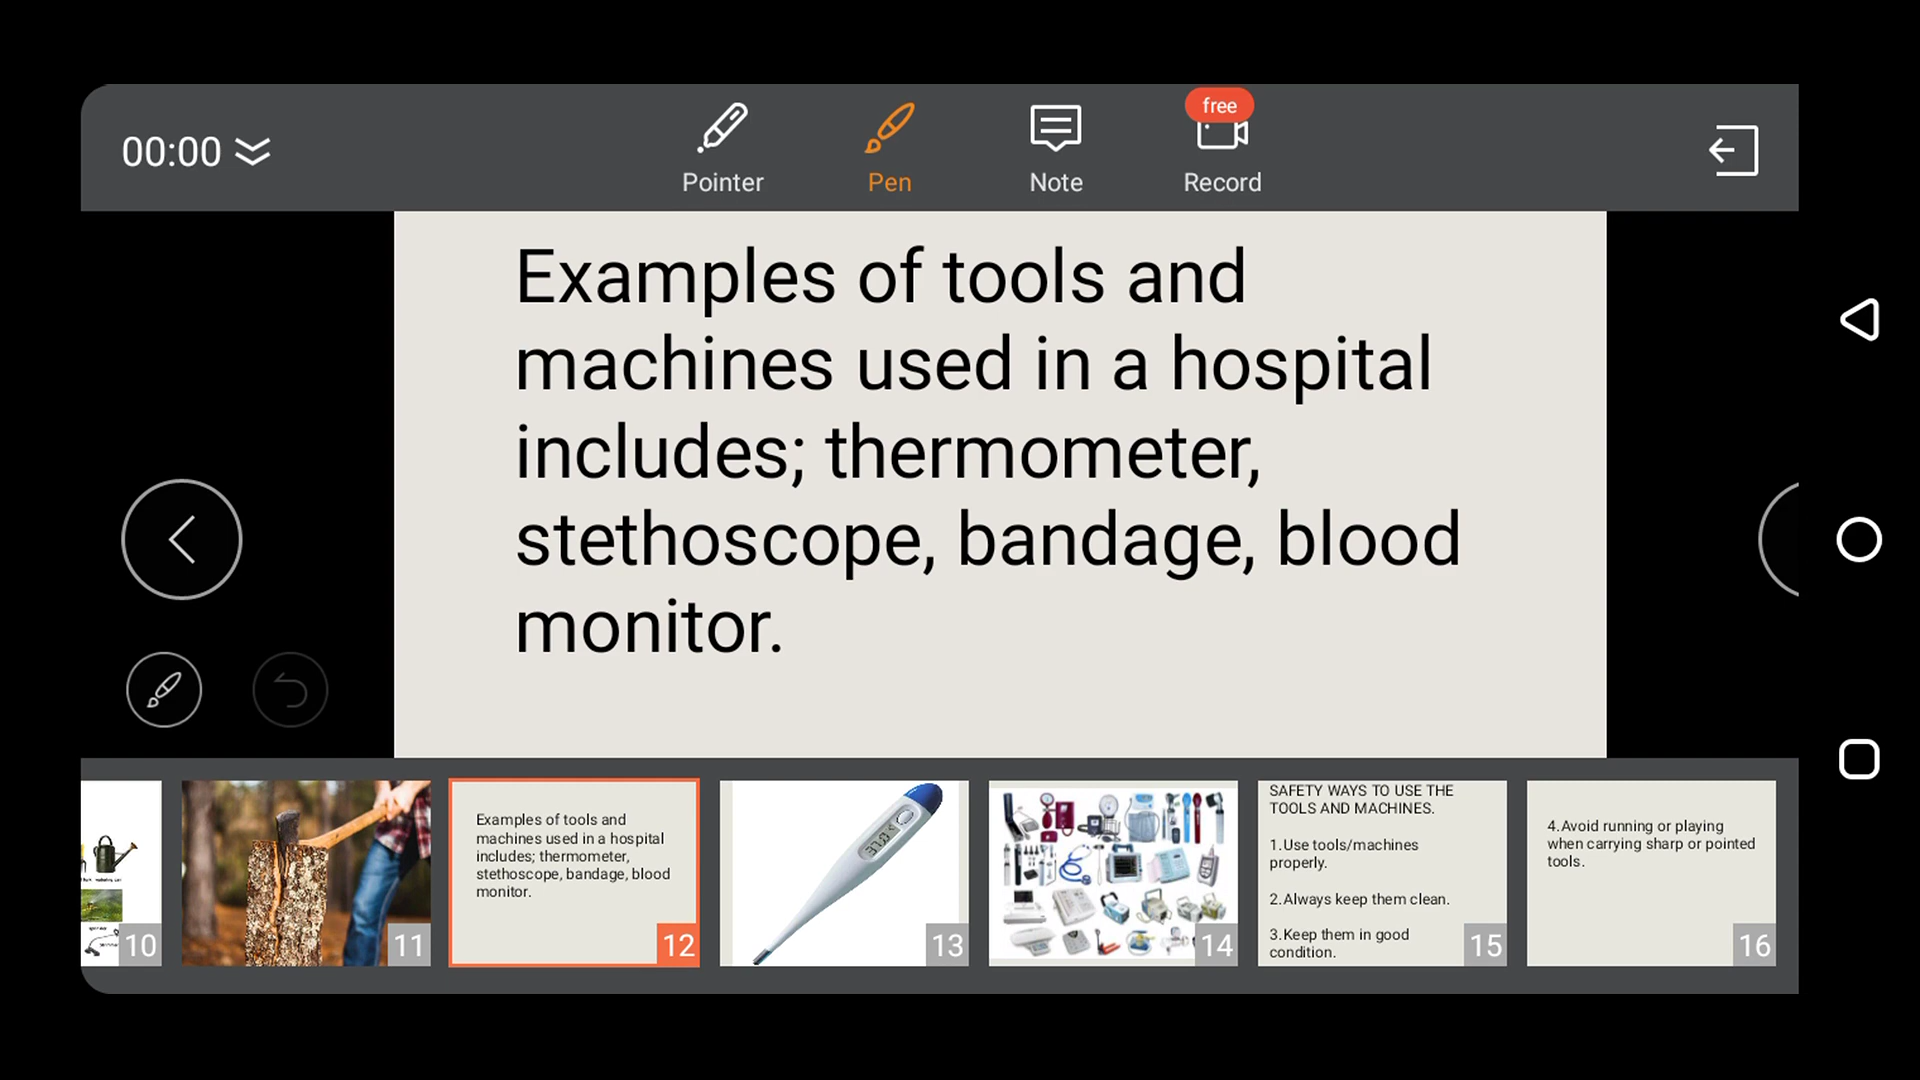 00:00
Pointer
Pen
Note
free
Record
Examples of tools and
machines used in a hospital
includes; thermometer,
stethoscope, bandage, blood
monitor.
10
11
Examples of tools and
machines used in a hospital
includes; thermometer,
stethoscope, bandage, blood
monitor.
12
13
14
SAFETY WAYS TO USE THE
TOOLS AND MACHINES.
1.Use tools/machines
properly.
2.Always keep them clean.
3.Keep them in good
condition.
15
4.Avoid running or playing
when carrying sharp or pointed
tools.
16